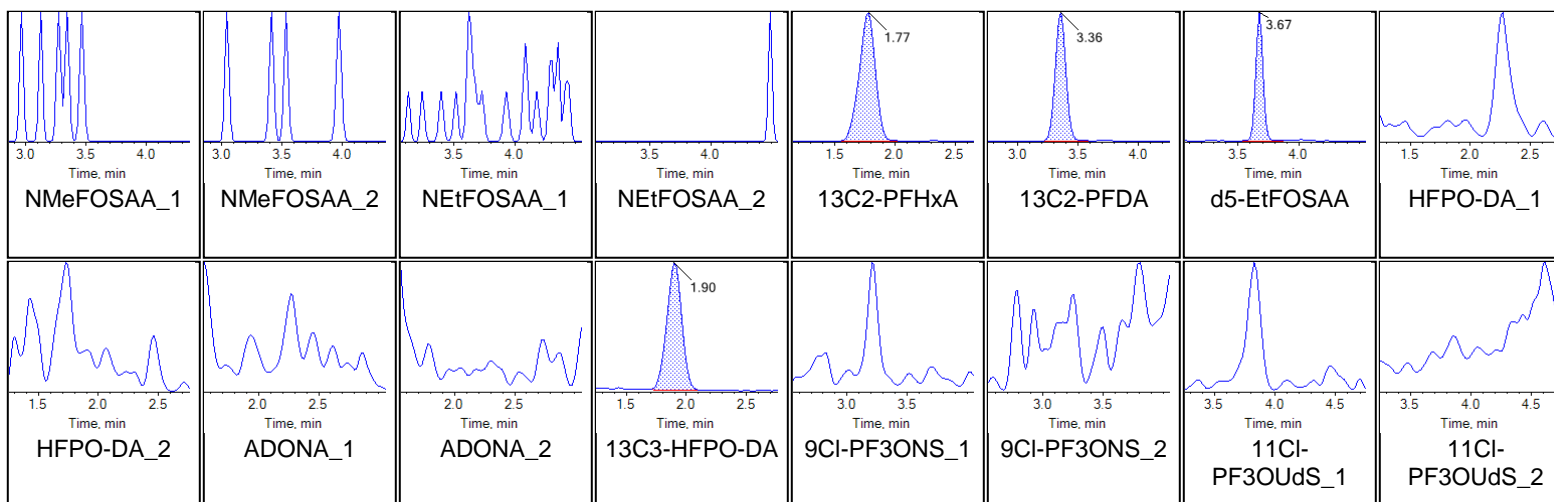 1.77
3.36
3.67
3.0 3.5 4.0
3.0 3.5 4.0
3.5 4.0
3.5 4.0
1.5 2.0 2.5
3.0 3.5 4.0
3.5 4.0
1.5 2.0 2.5
Time, min
Time, min
Time, min
Time, min
Time, min
Time, min
Time, min
Time, min
NMeFOSAA_1
NMeFOSAA_2
NEtFOSAA_1
NEtFOSAA_2
13C2-PFHxA
13C2-PFDA
d5-EtFOSAA
HFPO-DA_1
1.90
1.5 2.0 2.5
2.0 2.5
2.0 2.5
1.5 2.0 2.5
3.0 3.5
3.0 3.5
3.5 4.0 4.5
3.5 4.0 4.5
Time, min
Time, min
Time, min
Time, min
Time, min
Time, min
Time, min
Time, min
HFPO-DA_2
ADONA_1
ADONA_2
13C3-HFPO-DA
9Cl-PF3ONS_1
9Cl-PF3ONS_2
11Cl-
PF3OUdS_1
11Cl-
PF3OUdS_2